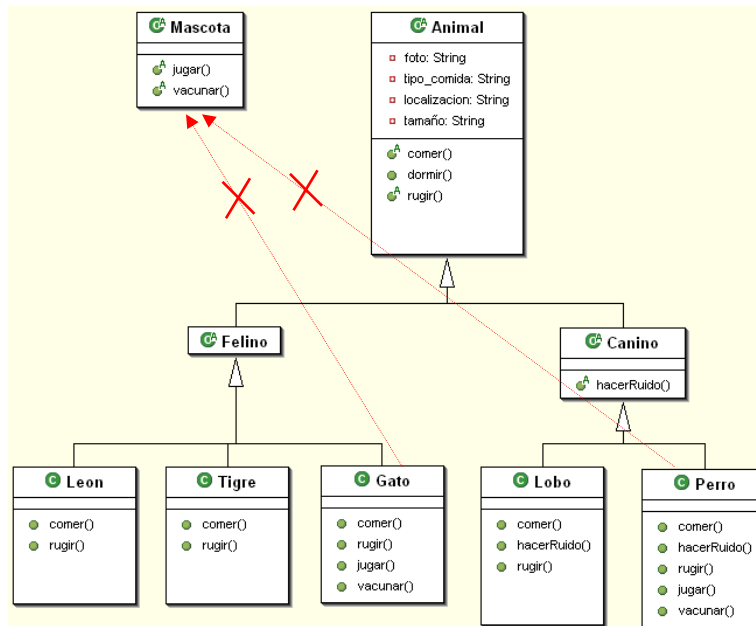 Mascota
jugar()
vacunar()
Animal
foto: String
tipo_comida: String
localizacion: String
tamaño: String
comer()
dormir()
rugir()
Felino
Canino
hacerRuido()
Leon
comer()
rugir()
Tigre
comer()
rugir()
Gato
comer()
rugir()
jugar()
vacunar()
Lobo
comer()
hacerRuido()
rugir()
Perro
comer()
hacerRuido()
rugir()
jugar()
vacunar()